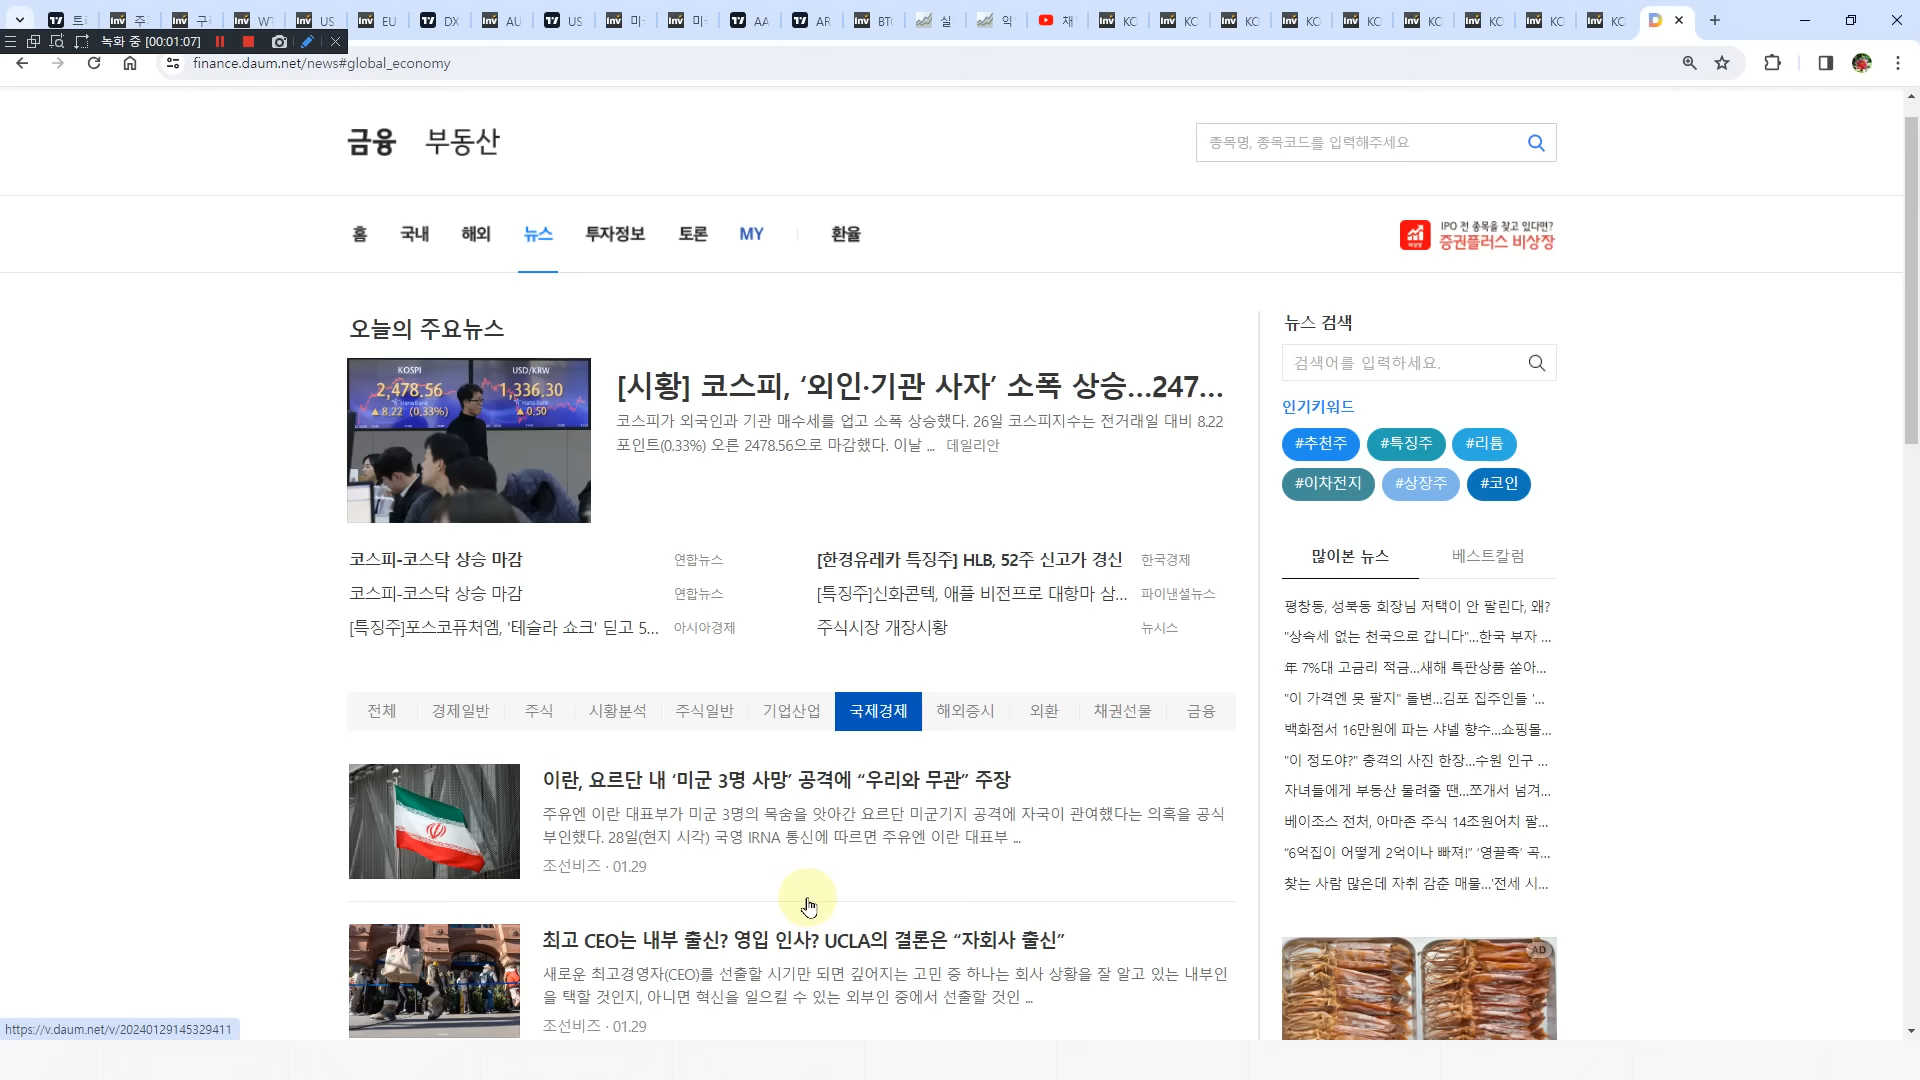 트
주
구
WT
US
EU
DX
AU
US
미
미
AA
AR
BT
실
익
채
KO
KO
KO
KO
KO
KO
KO
KO
KO
녹화 중 [00:01:07]
finance.daum.net/news#global_economy
금융 부동산
종목명, 종목코드를 입력해주세요
홈 국내 해외 뉴스 투자정보 토론 MY 환율
IPO 전 종목을 찾고 있다면?
증권플러스 비상장
오늘의 주요뉴스
KOSPI
2,478.56
▲8.22 (0.33%)
USD/KRW
1,336.30
▲0.50
[시황] 코스피, ‘외인·기관 사자’ 소폭 상승...247...
코스피가 외국인과 기관 매수세를 업고 소폭 상승했다. 26일 코스피지수는 전거래일 대비 8.22
포인트(0.33%) 오른 2478.56으로 마감했다. 이날 ... 데일리안
코스피-코스닥 상승 마감 연합뉴스
[한경유레카 특징주] HLB, 52주 신고가 경신 한국경제
코스피-코스닥 상승 마감 연합뉴스
[특징주]신화콘텍, 애플 비전프로 대항마 삼... 파이낸셜뉴스
[특징주]포스코퓨처엠, '테슬라 쇼크' 딛고 5... 아시아경제
주식시장 개장시황 뉴시스
전체 경제일반 주식 시황분석 주식일반 기업산업 국제경제 해외증시 외환 채권선물 금융
이란, 요르단 내 ‘미군 3명 사망’ 공격에 “우리와 무관” 주장
주유엔 이란 대표부가 미군 3명의 목숨을 앗아간 요르단 미군기지 공격에 자국이 관여했다는 의혹을 공식
부인했다. 28일(현지 시각) 국영 IRNA 통신에 따르면 주유엔 이란 대표부 ...
조선비즈 · 01.29
최고 CEO는 내부 출신? 영입 인사? UCLA의 결론은 “자회사 출신”
새로운 최고경영자(CEO)를 선출할 시기만 되면 깊어지는 고민 중 하나는 회사 상황을 잘 알고 있는 내부인
을 택할 것인지, 아니면 혁신을 일으킬 수 있는 외부인 중에서 선출할 것인 ...
조선비즈 · 01.29
뉴스 검색
검색어를 입력하세요.
인기키워드
#추천주 #특징주 #리튬
#이차전지 #상장주 #코인
많이본 뉴스 베스트칼럼
평창동, 성북동 회장님 저택이 안 팔린다, 왜?
"상속세 없는 천국으로 갑니다"...한국 부자 ...
年 7%대 고금리 적금...새해 특판상품 쏟아...
"이 가격엔 못 팔지" 돌변...김포 집주인들 '...
백화점서 16만원에 파는 샤넬 향수...쇼핑몰...
"이 정도야?" 충격의 사진 한장...수원 인구 ...
자녀들에게 부동산 물려줄 땐...쪼개서 넘겨...
베이조스 전처, 아마존 주식 14조원어치 팔...
“6억집이 어떻게 2억이나 빠져!” ‘영끌족’ 곡...
찾는 사람 많은데 자취 감춘 매물...'전세 시...
AD
https://v.daum.net/v/20240129145329411